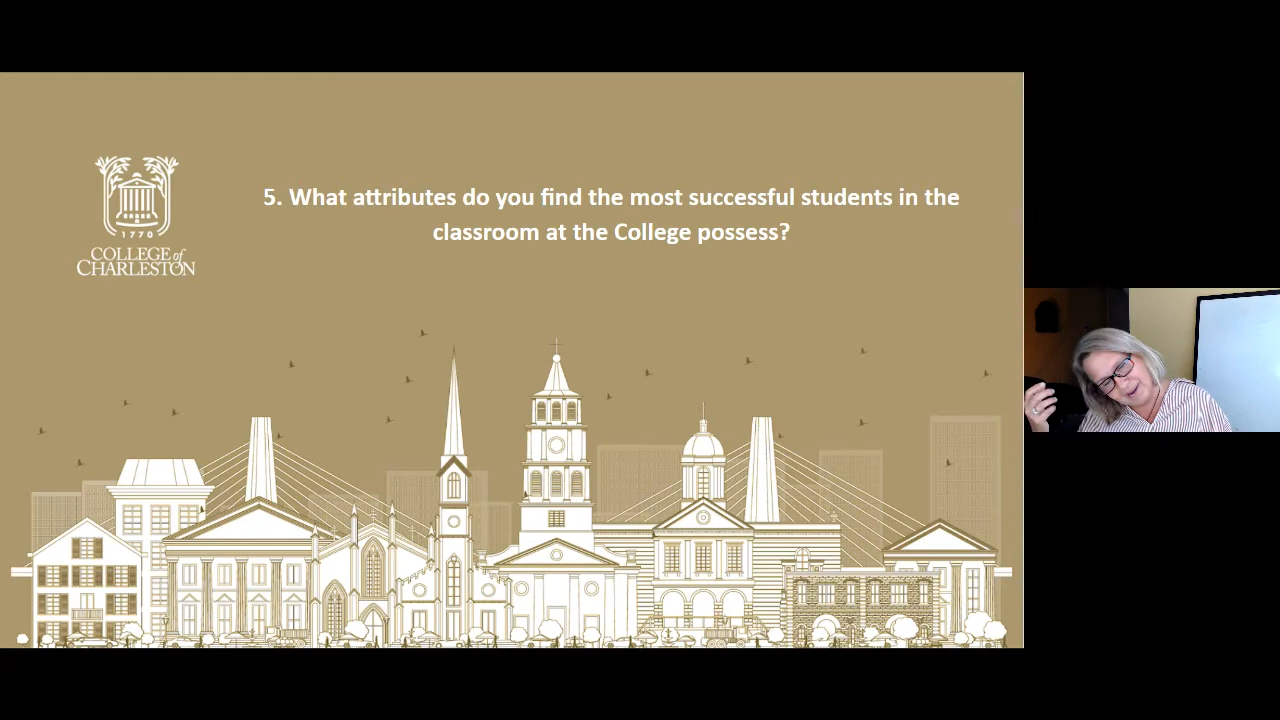 5. What attributes do you find the most successful students in the
classroom at the College possess?
1770
COLLEGE of
CHARLESTON